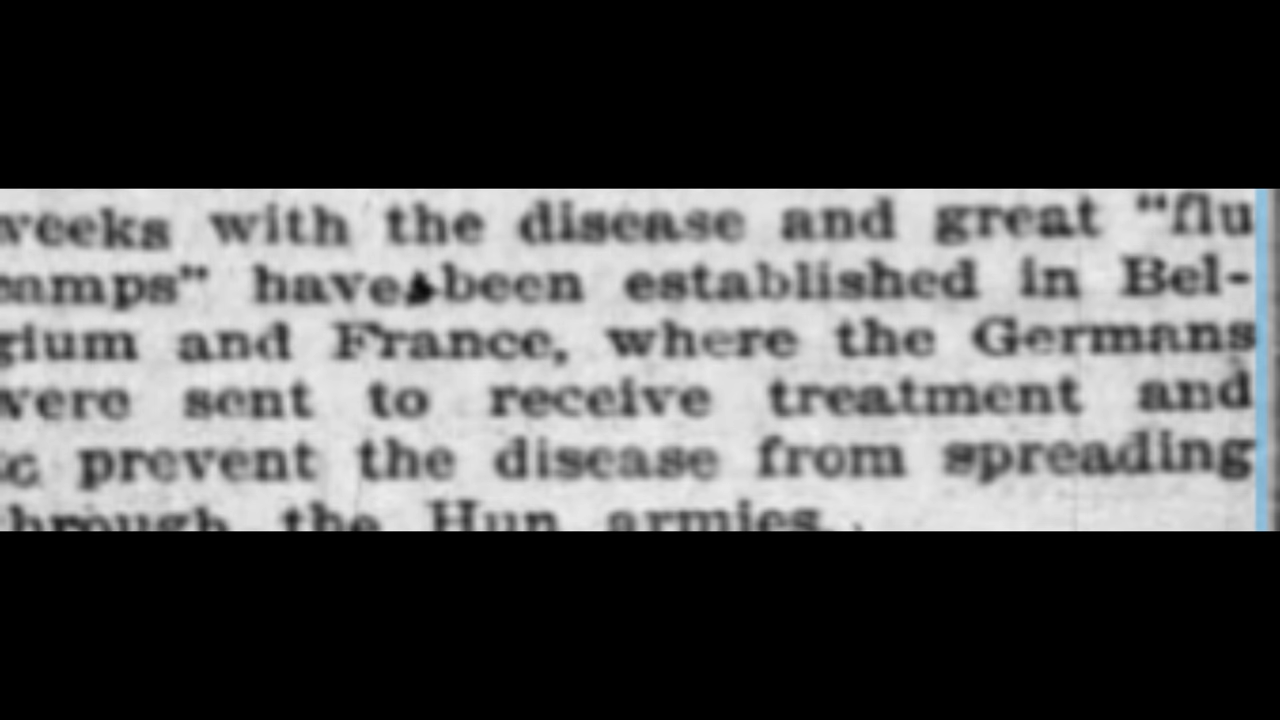 weeks with the disease and great "flu
camps" have been established in Bel-
gium and France, where the Germans
were sent to receive treatment and
to prevent the disease from spreading
through the Hun armies.